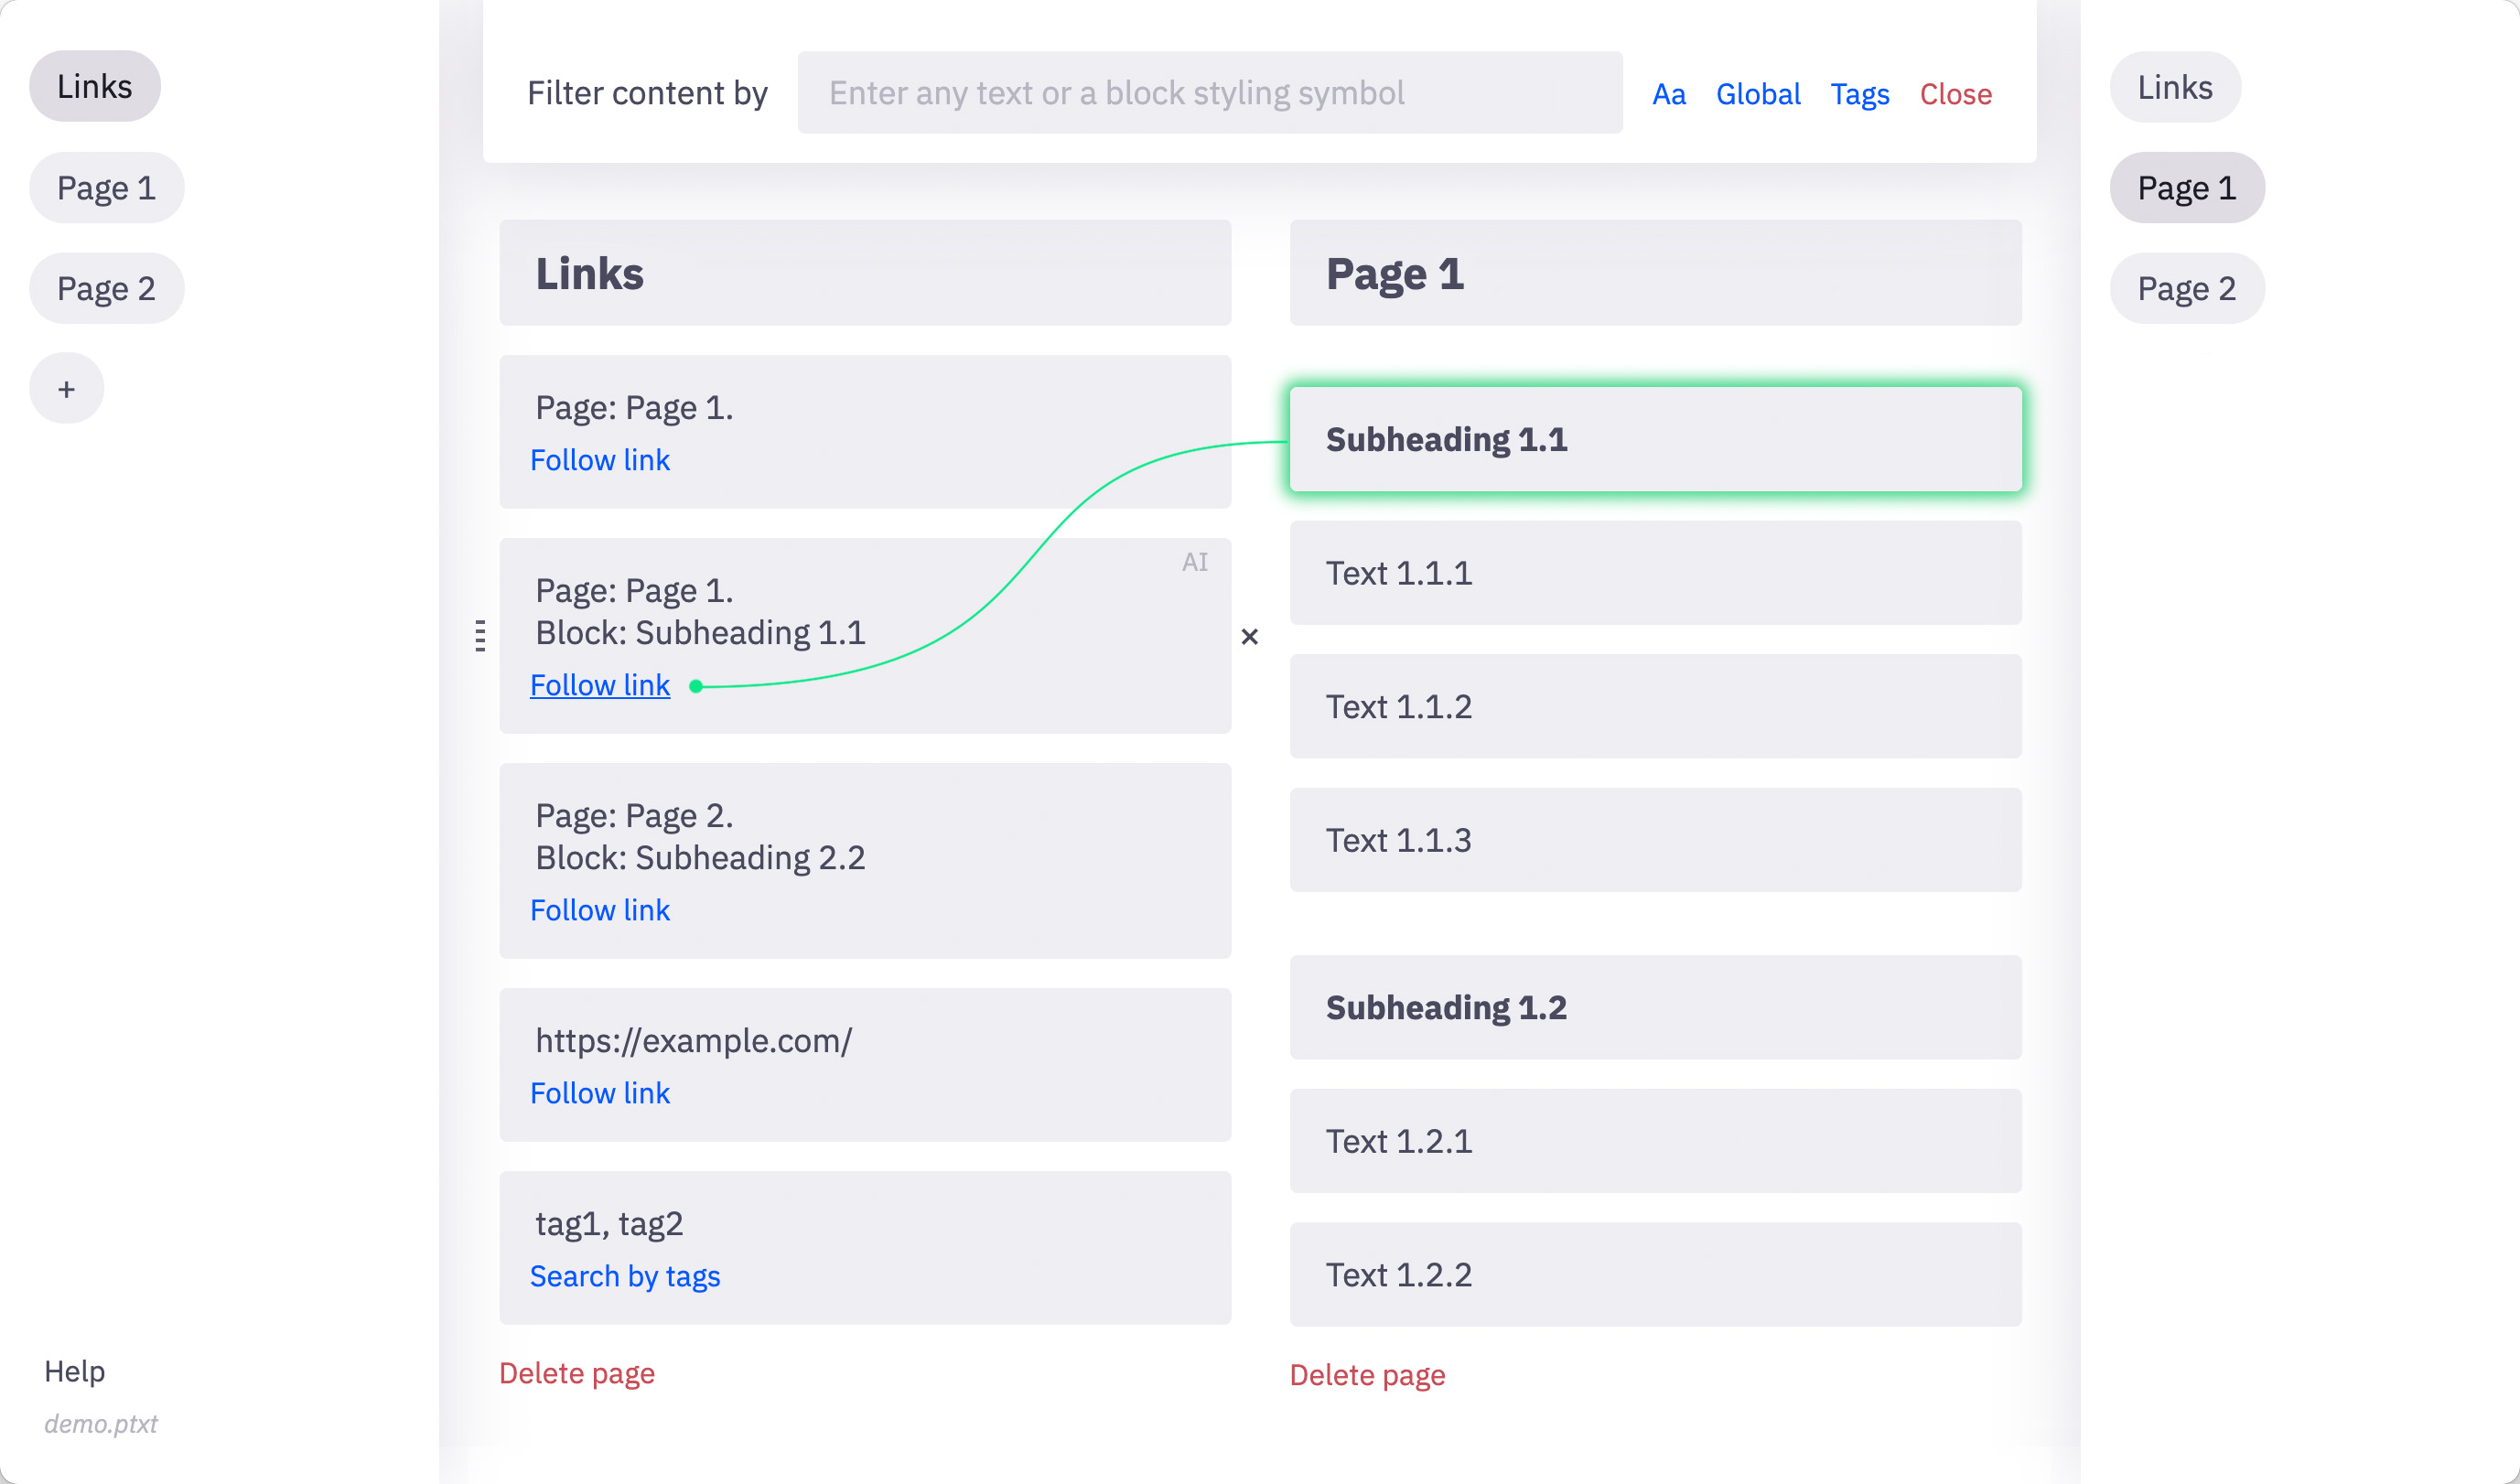 Links
Page 1
Page 2
+
Help
demo.ptxt
Filter content by
Enter any text or a block styling symbol
Aa Global Tags Close
Links
Page: Page 1.
Follow link
AI
Page: Page 1.
Block: Subheading 1.1
Follow link
×
Page: Page 2.
Block: Subheading 2.2
Follow link
https://example.com/
Follow link
tag1, tag2
Search by tags
Delete page
Page 1
Subheading 1.1
Text 1.1.1
Text 1.1.2
Text 1.1.3
Subheading 1.2
Text 1.2.1
Text 1.2.2
Delete page
Links
Page 1
Page 2